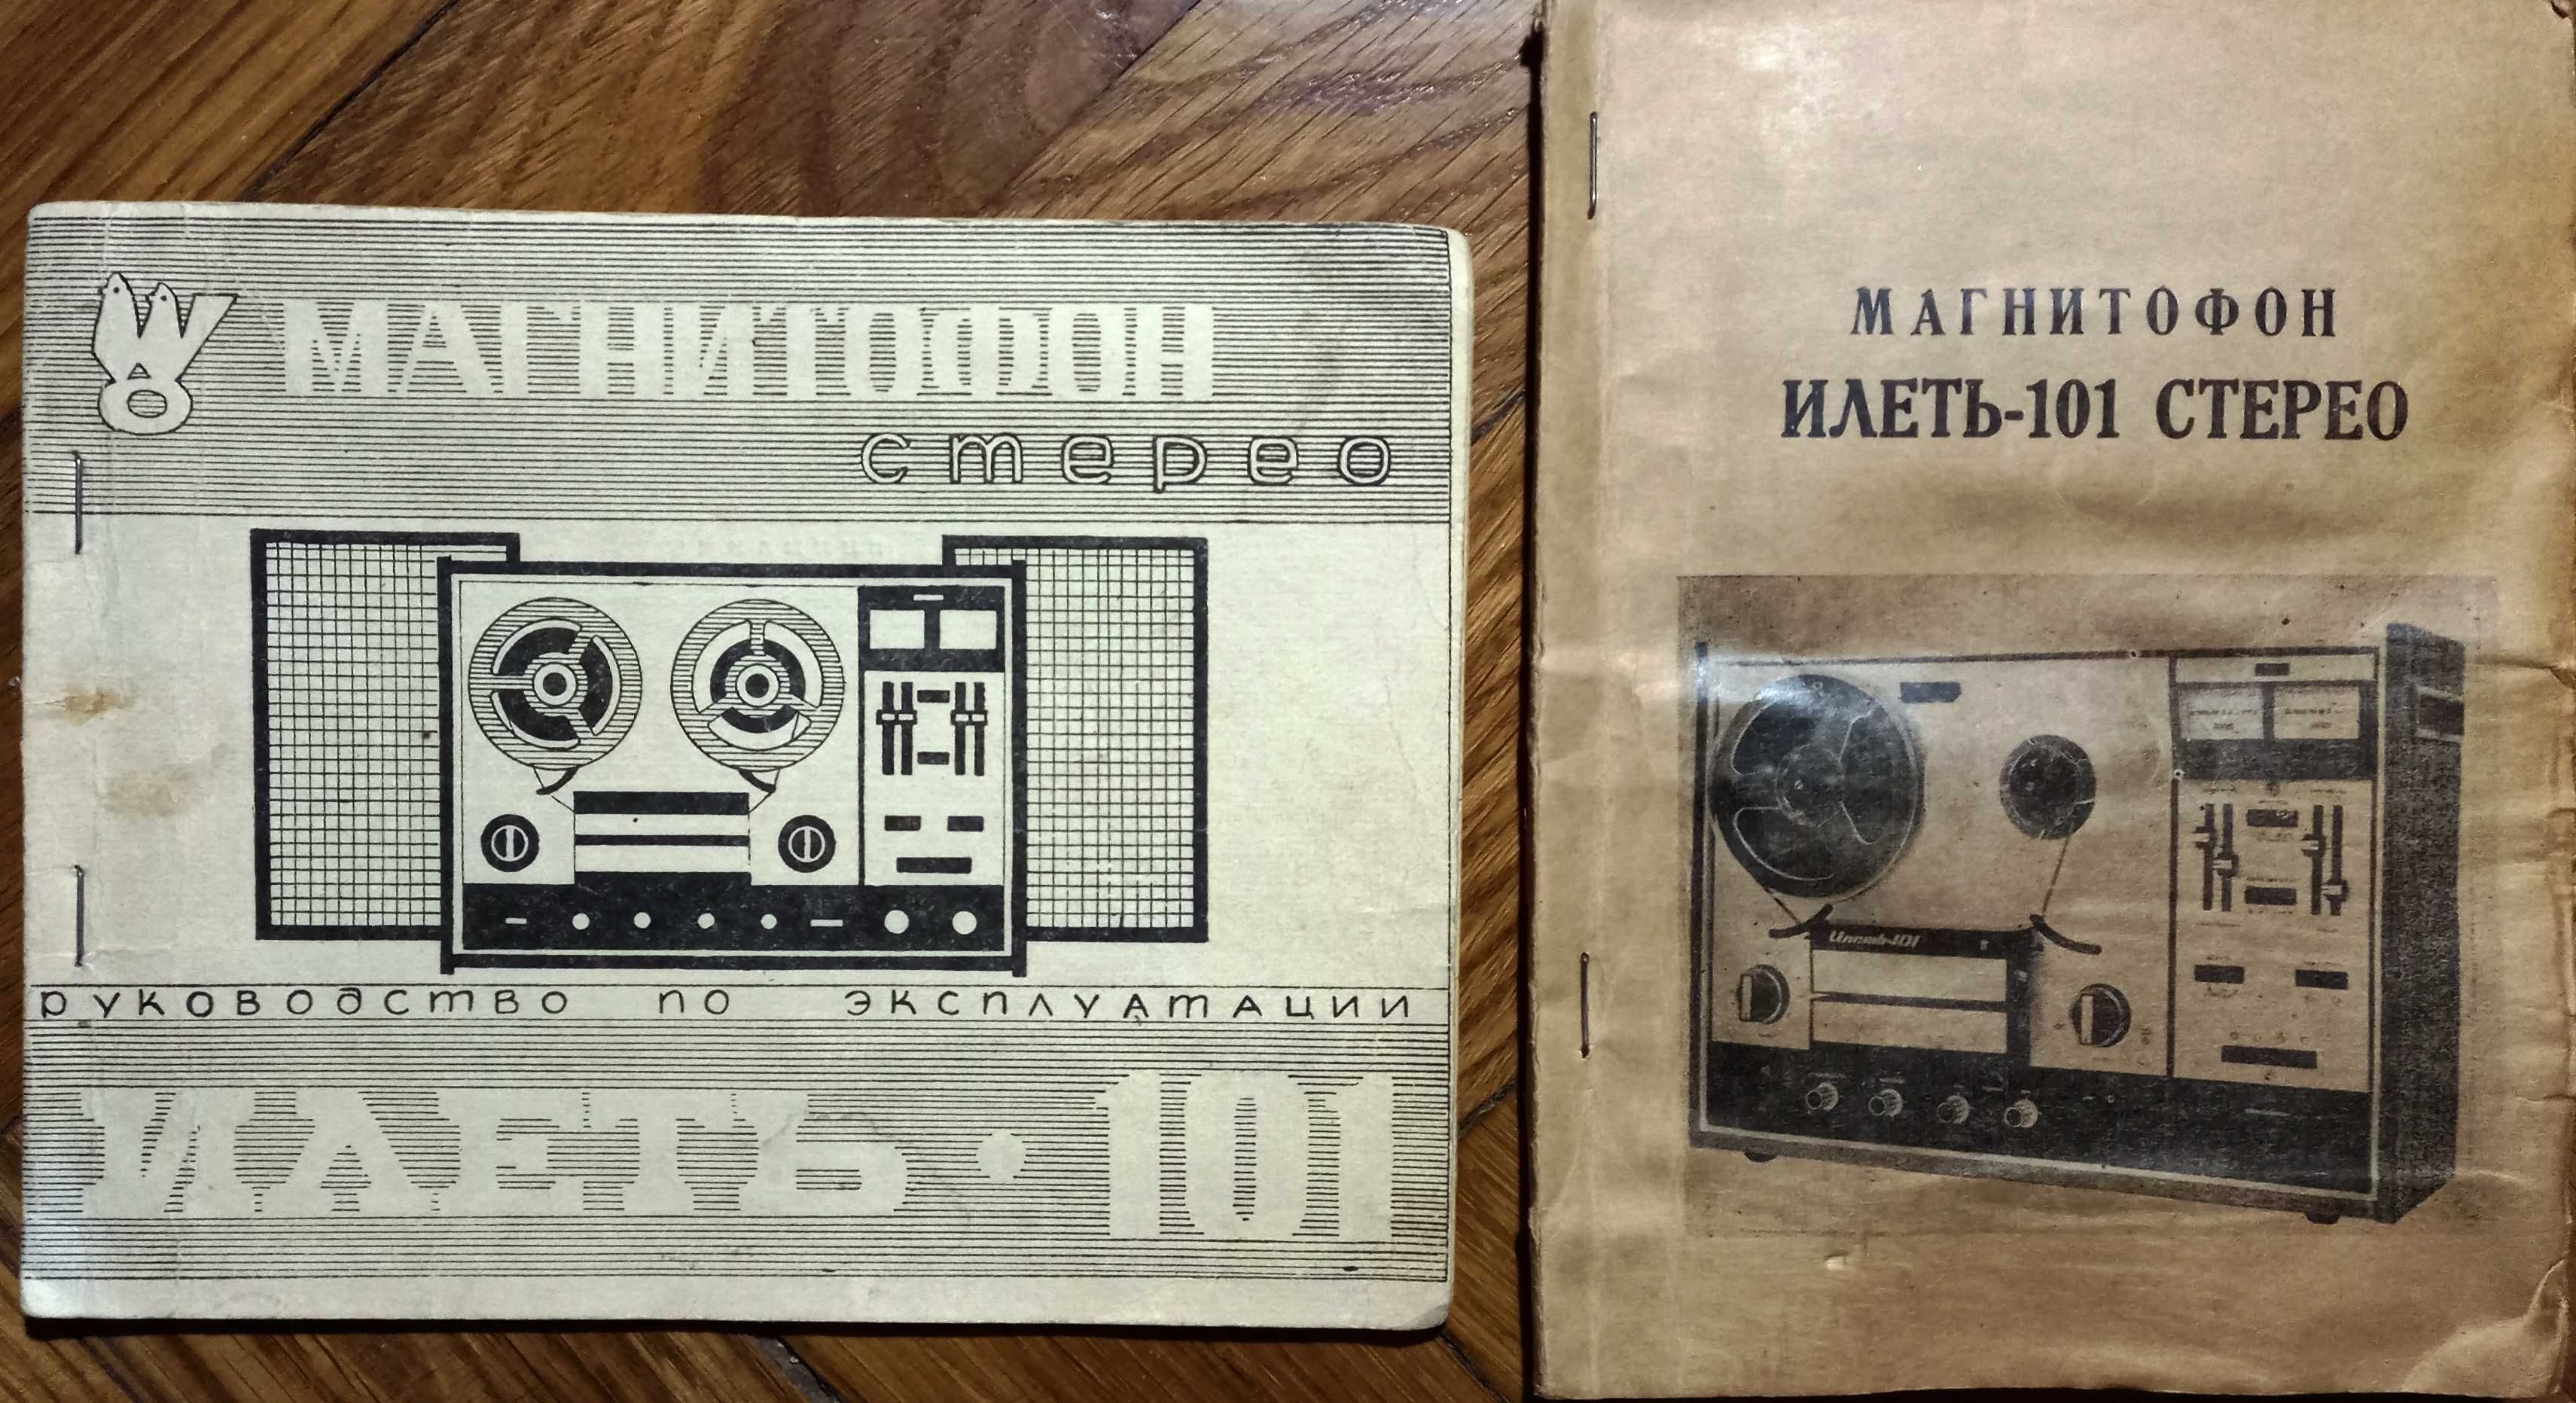 МАГНИТОФОН
стерео
руководство по эксплуатации
ИЛЕТЬ·101
МАГНИТОФОН
ИЛЕТЬ-101 СТЕРЕО
Илеть-101